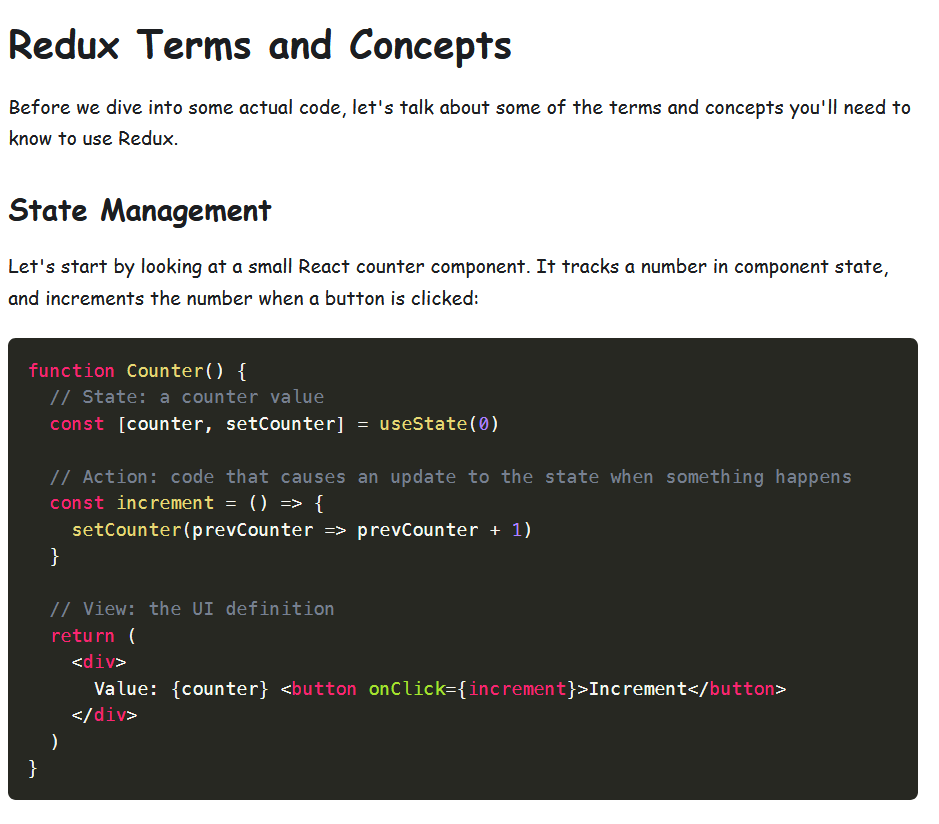 Redux Terms and Concepts
Before we dive into some actual code, let's talk about some of the terms and concepts you'll need to
know to use Redux.
State Management
Let's start by looking at a small React counter component. It tracks a number in component state,
and increments the number when a button is clicked:
function Counter() {
  // State: a counter value
  const [counter, setCounter] = useState(0)

  // Action: code that causes an update to the state when something happens
  const increment = () => {
    setCounter(prevCounter => prevCounter + 1)
  }

  // View: the UI definition
  return (
    <div>
      Value: {counter} <button onClick={increment}>Increment</button>
    </div>
  )
}